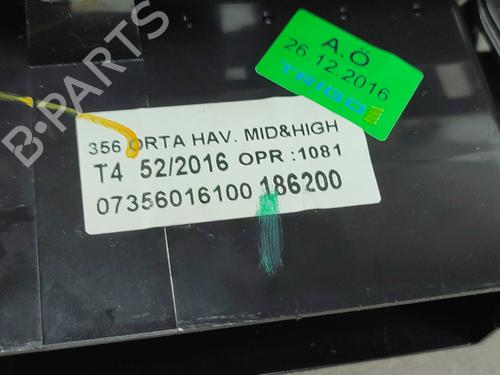 A.Ö
26.12.2016
TRIGO
356 ORTA HAV. MID&HIGH
T4 52/2016 OPR :1081
07356016100 186200
B-PARTS